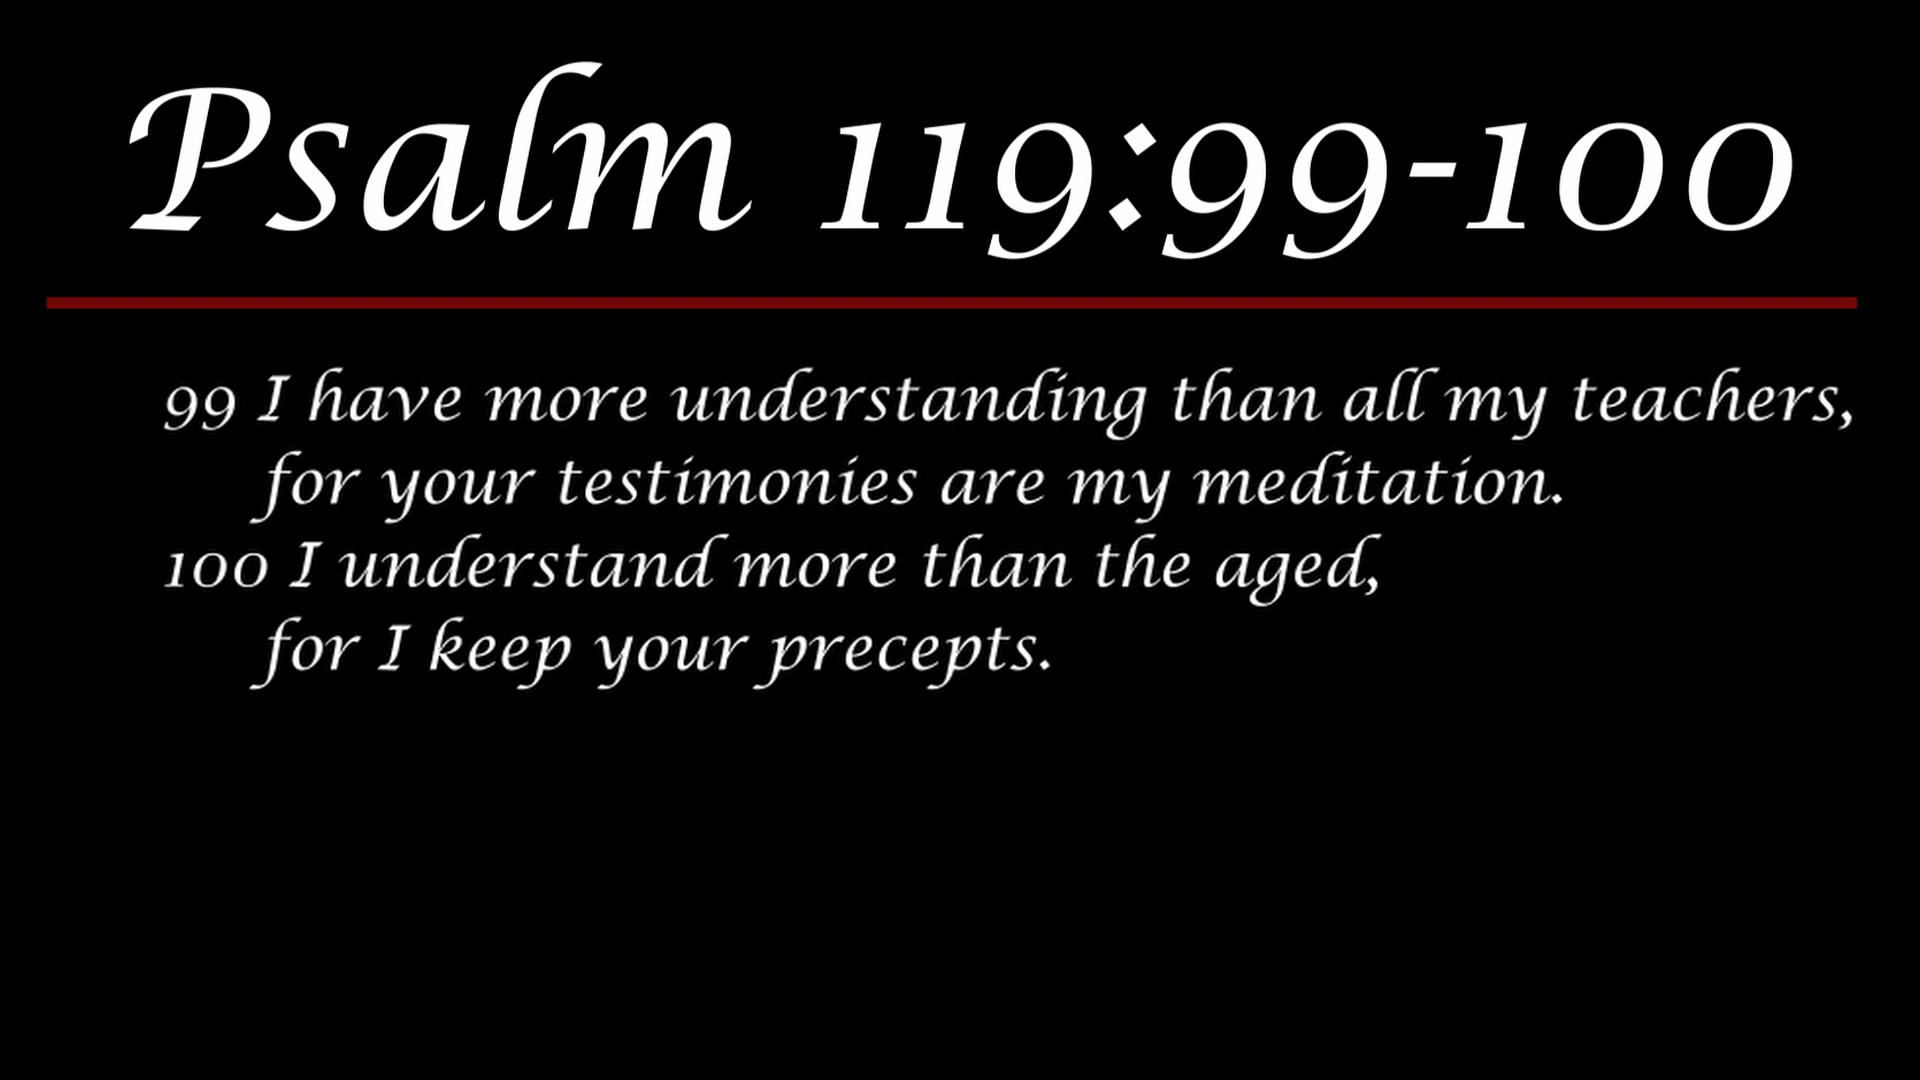 Psalm 119:99-100
99 I have more understanding than all my teachers,
for your testimonies are my meditation.
100 I understand more than the aged,
for I keep your precepts.